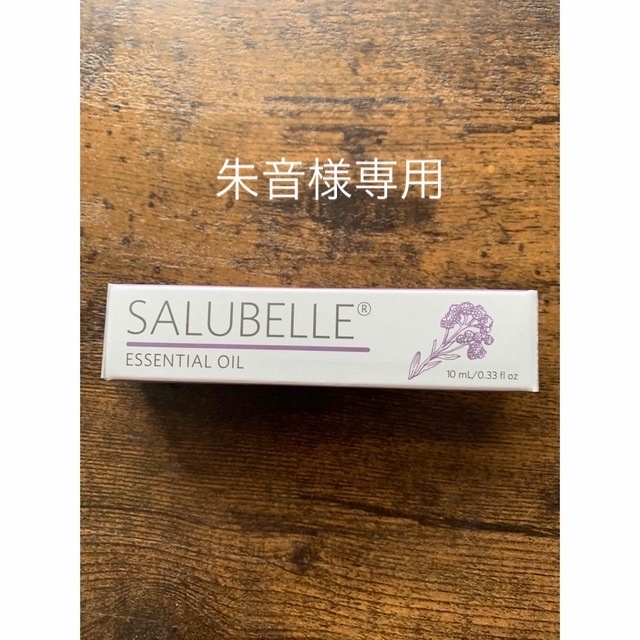 朱音様専用
SALUBELLE®
ESSENTIAL OIL
10 mL/0.33 fl oz